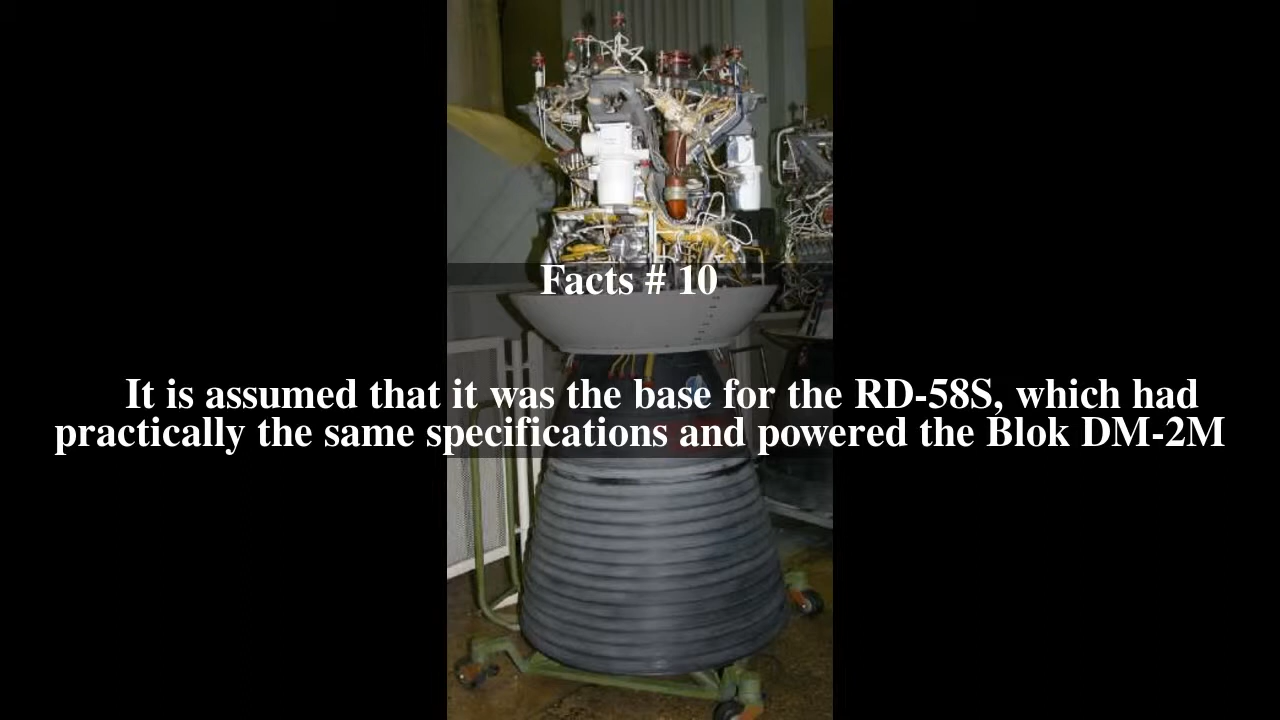 Facts # 10
It is assumed that it was the base for the RD-58S, which had
practically the same specifications and powered the Blok DM-2M